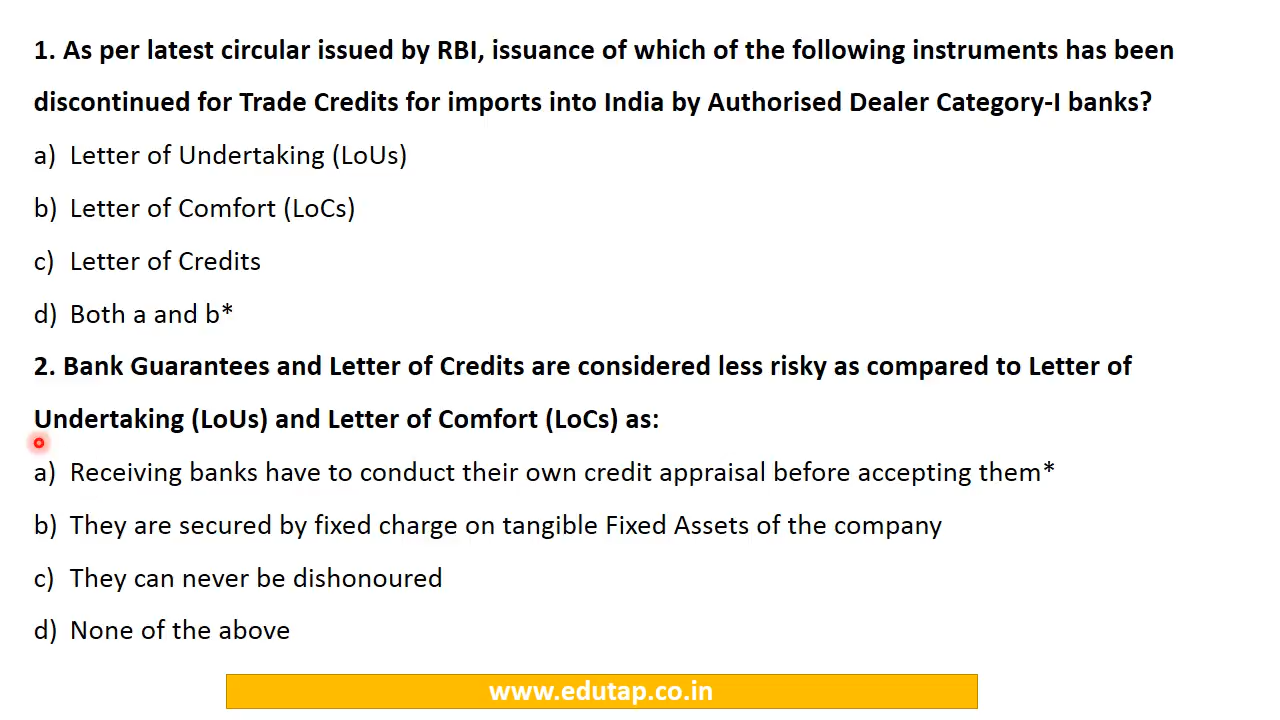 1. As per latest circular issued by RBI, issuance of which of the following instruments has been
discontinued for Trade Credits for imports into India by Authorised Dealer Category-I banks?
a) Letter of Undertaking (LoUs)
b) Letter of Comfort (LoCs)
c) Letter of Credits
d) Both a and b*
2. Bank Guarantees and Letter of Credits are considered less risky as compared to Letter of
Undertaking (LoUs) and Letter of Comfort (LoCs) as:
a) Receiving banks have to conduct their own credit appraisal before accepting them*
b) They are secured by fixed charge on tangible Fixed Assets of the company
c) They can never be dishonoured
d) None of the above
www.edutap.co.in